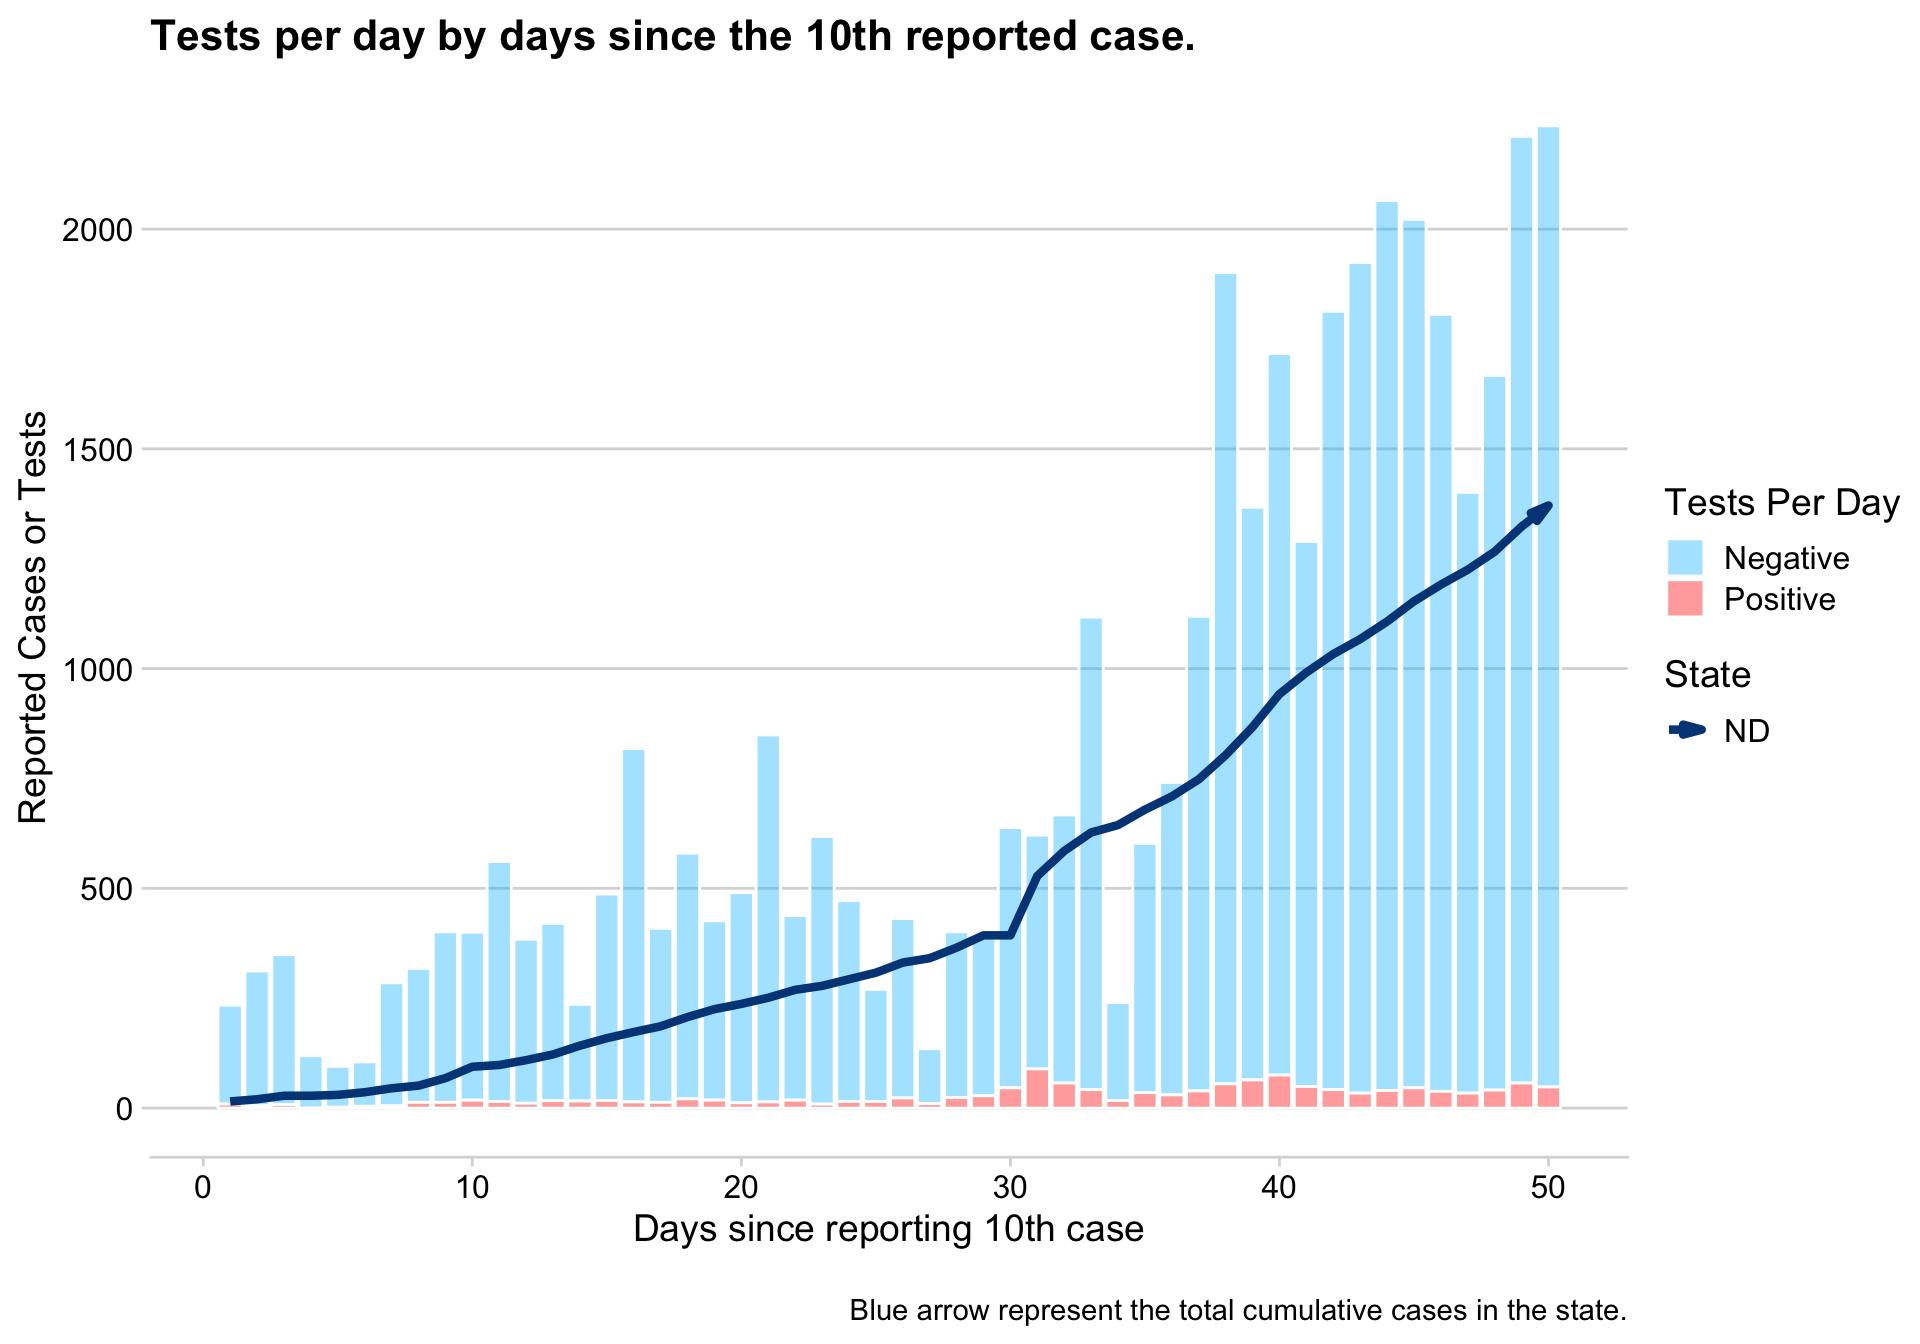 Tests per day by days since the 10th reported case.
Reported Cases or Tests
2000
1500
1000
500
0
0 10 20 30 40 50
Days since reporting 10th case
Tests Per Day
Negative
Positive
State
ND
Blue arrow represent the total cumulative cases in the state.